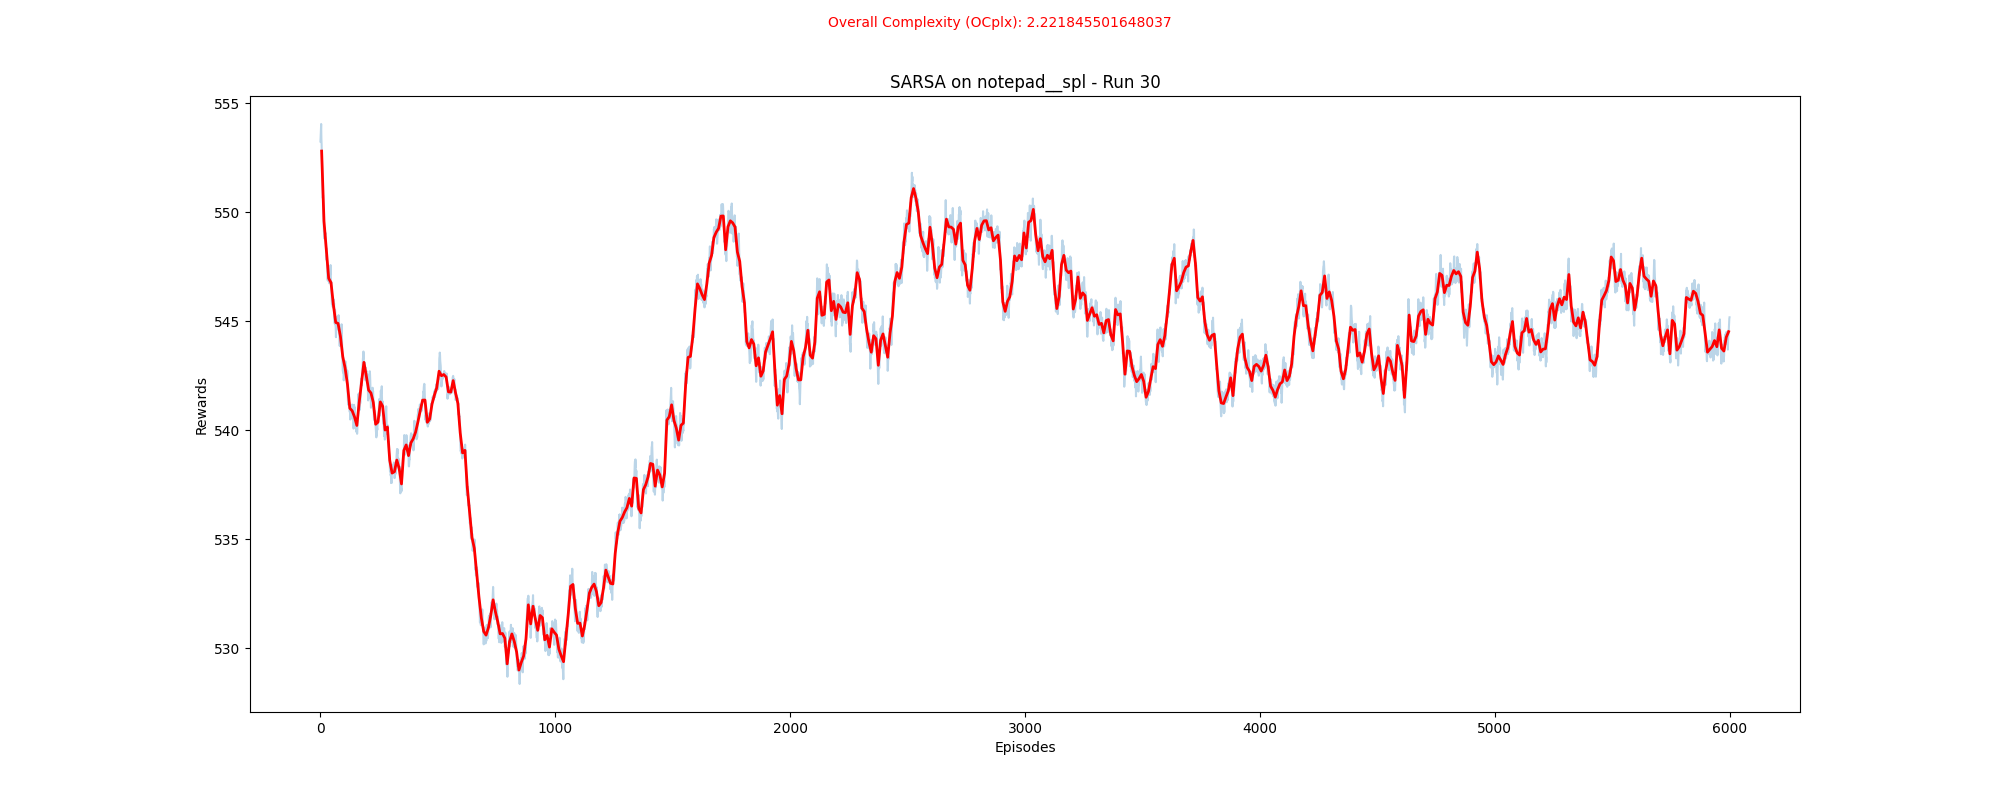 Overall Complexity (OCplx): 2.221845501648037
SARSA on notepad__spl - Run 30
555
550
545
540
535
530
Rewards
0 1000 2000 3000 4000 5000 6000
Episodes